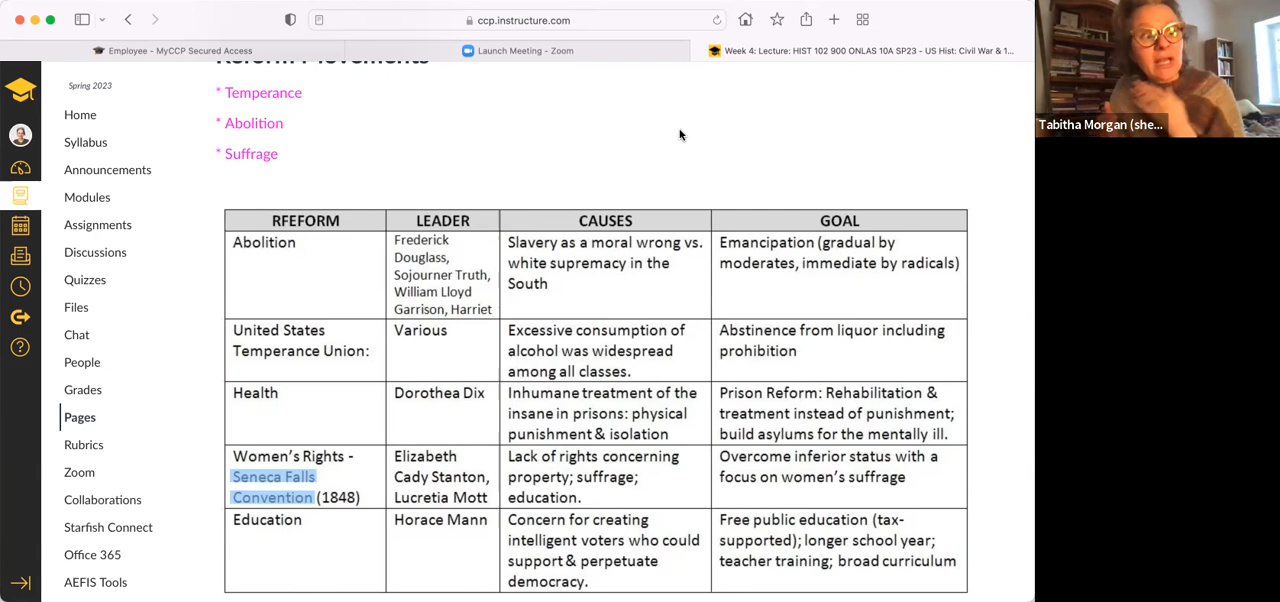 ccp.instructure.com
Employee - MyCCP Secured Access
Launch Meeting - Zoom
Week 4: Lecture: HIST 102 900 ONLAS 10A SP23 - US Hist: Civil War & 1...
Spring 2023
Home
Syllabus
Announcements
Modules
Assignments
Discussions
Quizzes
Files
Chat
People
Grades
Pages
Rubrics
Zoom
Collaborations
Starfish Connect
Office 365
AEFIS Tools
Reform Movements
* Temperance
* Abolition
* Suffrage
RFEFORM LEADER CAUSES GOAL
Abolition
Frederick
Douglass,
Sojourner Truth,
William Lloyd
Garrison, Harriet
Slavery as a moral wrong vs.
white supremacy in the
South
Emancipation (gradual by
moderates, immediate by radicals)
United States
Temperance Union:
Various
Excessive consumption of
alcohol was widespread
among all classes.
Abstinence from liquor including
prohibition
Health
Dorothea Dix
Inhumane treatment of the
insane in prisons: physical
punishment & isolation
Prison Reform: Rehabilitation &
treatment instead of punishment;
build asylums for the mentally ill.
Women's Rights -
Seneca Falls
Convention (1848)
Elizabeth
Cady Stanton,
Lucretia Mott
Lack of rights concerning
property; suffrage;
education.
Overcome inferior status with a
focus on women's suffrage
Education
Horace Mann
Concern for creating
intelligent voters who could
support & perpetuate
democracy.
Free public education (tax-
supported); longer school year;
teacher training; broad curriculum
Tabitha Morgan (she...